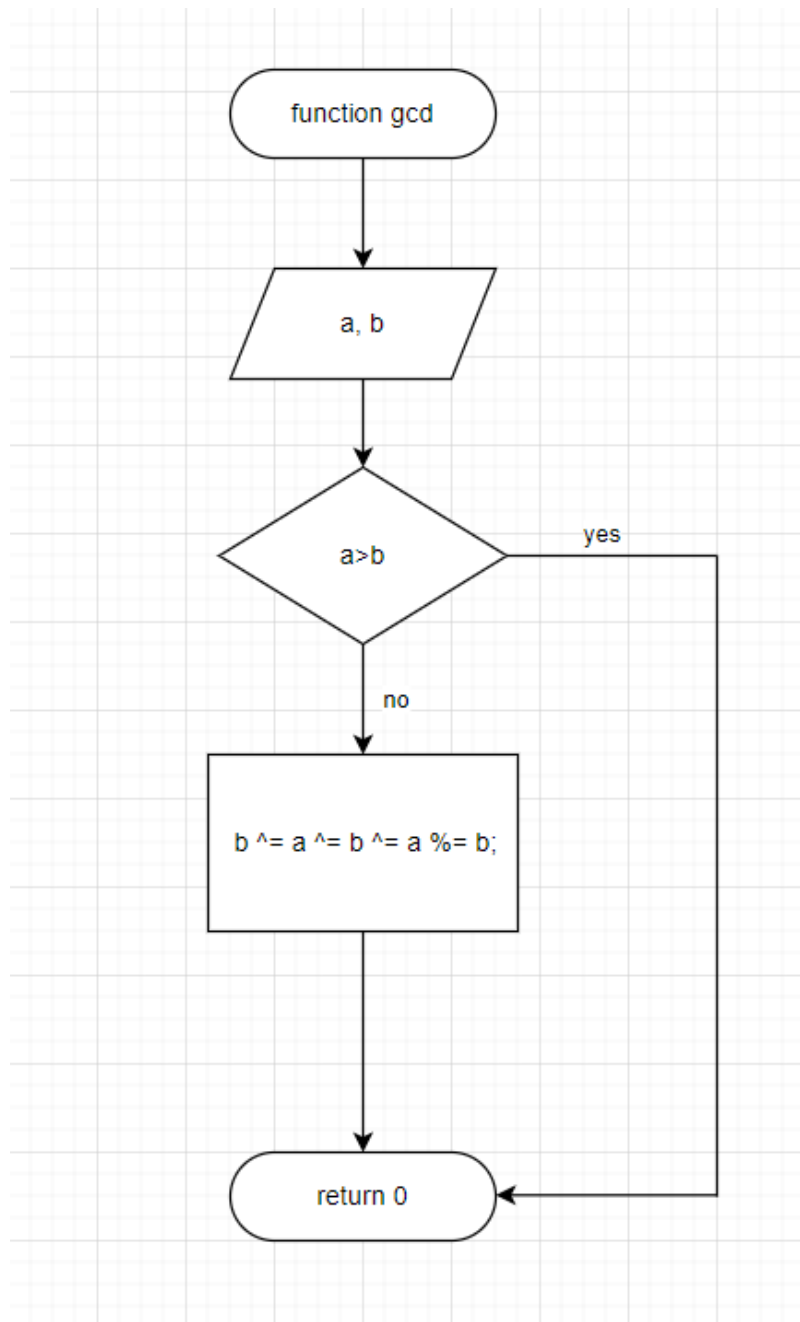 function gcd
a, b
a>b
yes
no
b ^= a ^= b ^= a %= b;
return 0